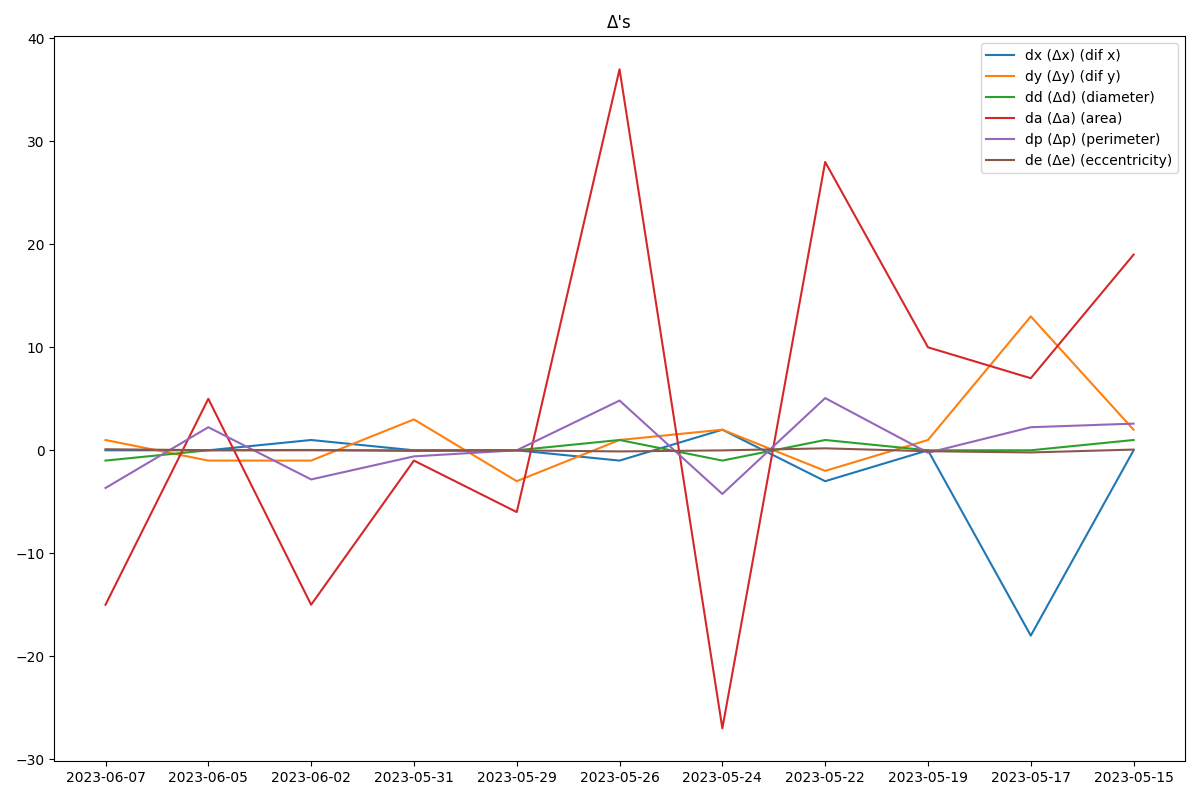 Δ's
dx (Δx) (dif x)
dy (Δy) (dif y)
dd (Δd) (diameter)
da (Δa) (area)
dp (Δp) (perimeter)
de (Δe) (eccentricity)
40
30
20
10
0
−10
−20
−30
2023-06-07 2023-06-05 2023-06-02 2023-05-31 2023-05-29 2023-05-26 2023-05-24 2023-05-22 2023-05-19 2023-05-17 2023-05-15